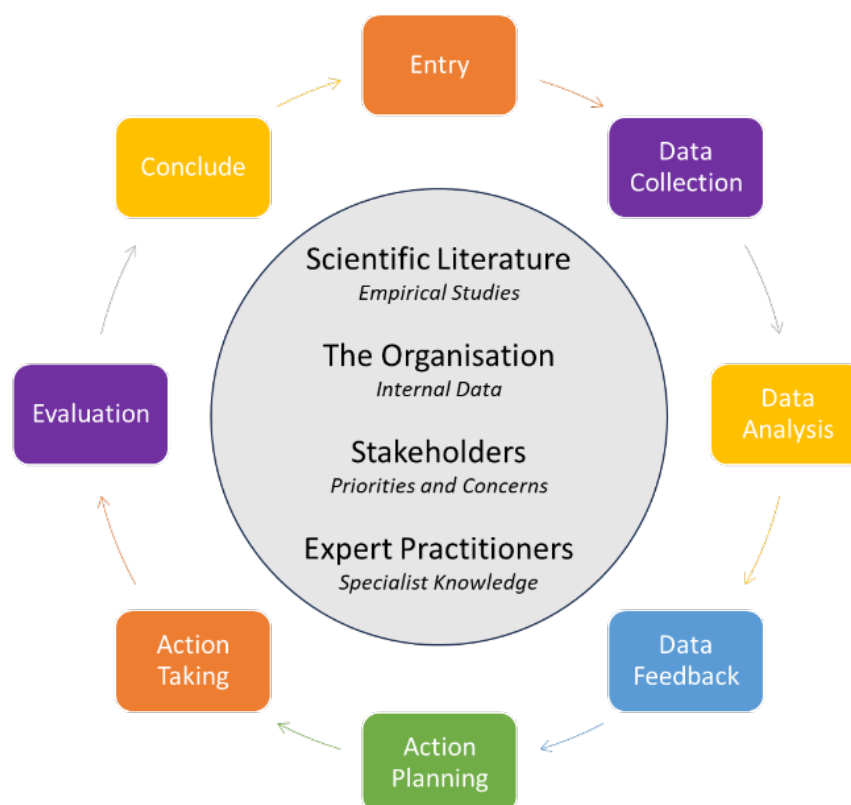 Entry
Data
Collection
Data
Analysis
Data
Feedback
Action
Planning
Action
Taking
Evaluation
Conclude
Scientific Literature
Empirical Studies
The Organisation
Internal Data
Stakeholders
Priorities and Concerns
Expert Practitioners
Specialist Knowledge